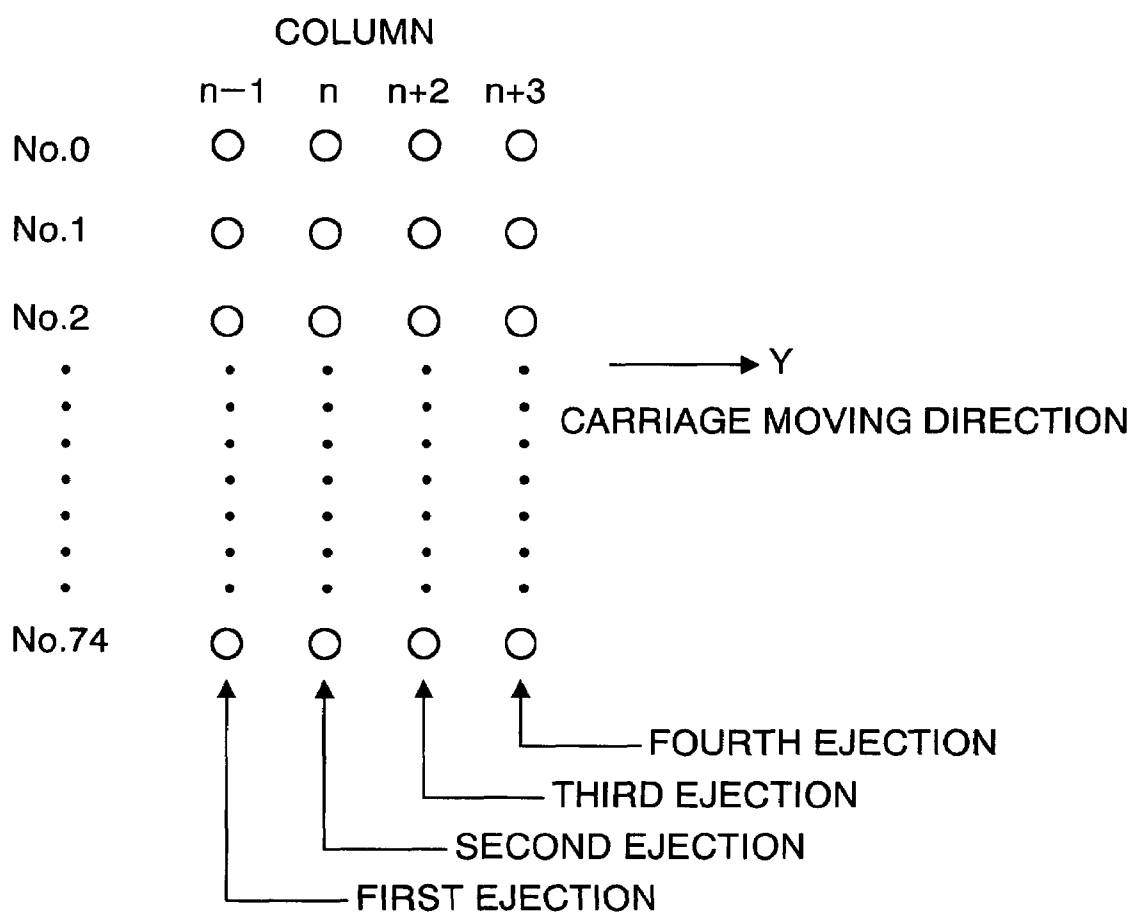 COLUMN
n−1 n n+2 n+3
No.0
No.1
No.2
Y
CARRIAGE MOVING DIRECTION
No.74
FOURTH EJECTION
THIRD EJECTION
SECOND EJECTION
FIRST EJECTION